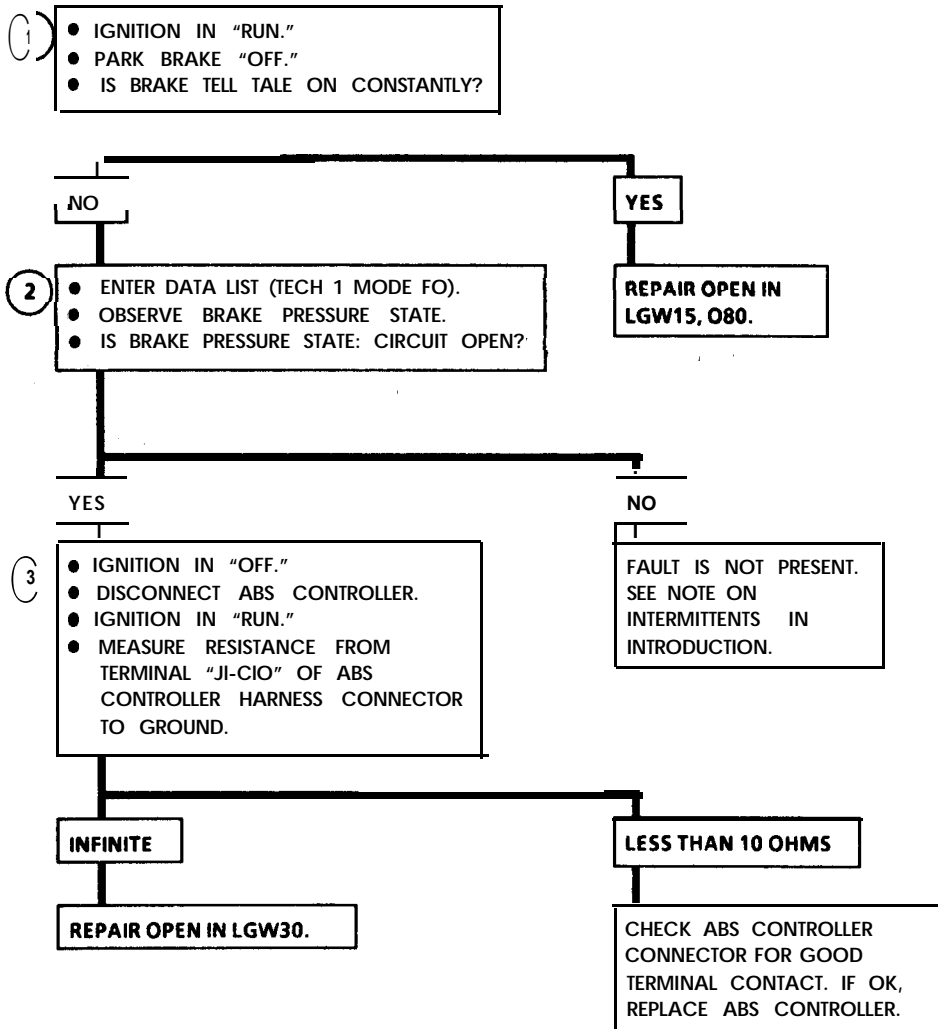 1
● IGNITION IN "RUN."
● PARK BRAKE "OFF."
● IS BRAKE TELL TALE ON CONSTANTLY?
NO
YES
2
● ENTER DATA LIST (TECH 1 MODE FO).
● OBSERVE BRAKE PRESSURE STATE.
● IS BRAKE PRESSURE STATE: CIRCUIT OPEN?
REPAIR OPEN IN
LGW15, O80.
YES
NO
3
● IGNITION IN "OFF."
● DISCONNECT ABS CONTROLLER.
● IGNITION IN "RUN."
● MEASURE RESISTANCE FROM
TERMINAL "JI-CIO" OF ABS
CONTROLLER HARNESS CONNECTOR
TO GROUND.
FAULT IS NOT PRESENT.
SEE NOTE ON
INTERMITTENTS IN
INTRODUCTION.
INFINITE
LESS THAN 10 OHMS
REPAIR OPEN IN LGW30.
CHECK ABS CONTROLLER
CONNECTOR FOR GOOD
TERMINAL CONTACT. IF OK,
REPLACE ABS CONTROLLER.